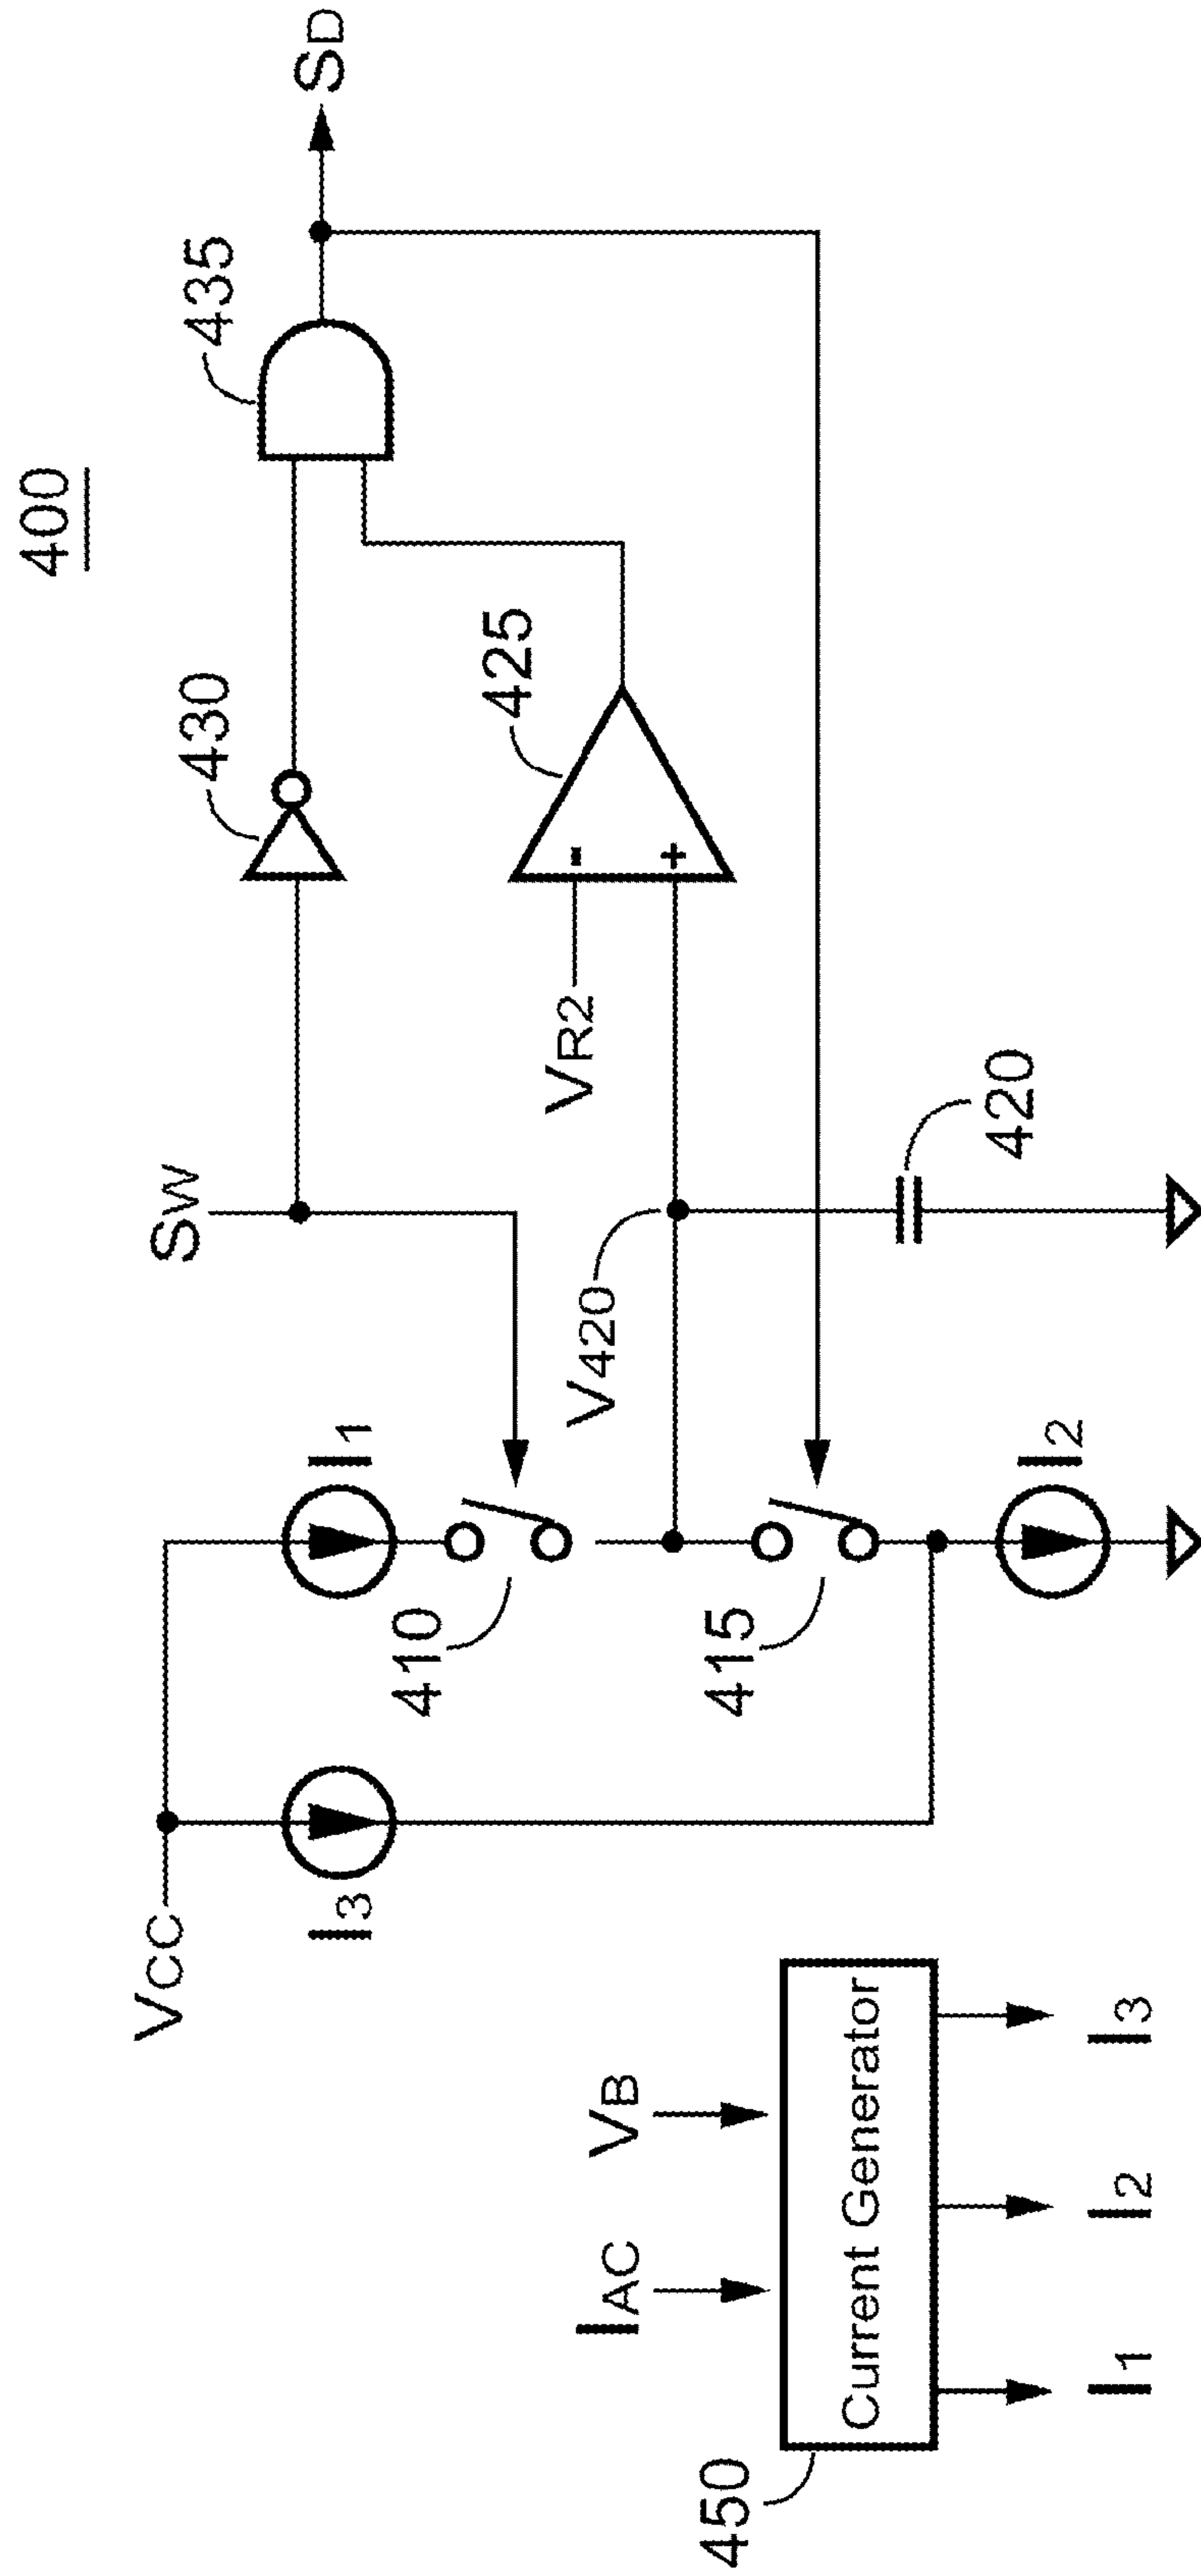 400
SW
430
435
SD
VCC
I3
I1
410
V420
VR2
425
415
420
I2
IAC
VB
450
Current Generator
I1
I2
I3
-
+